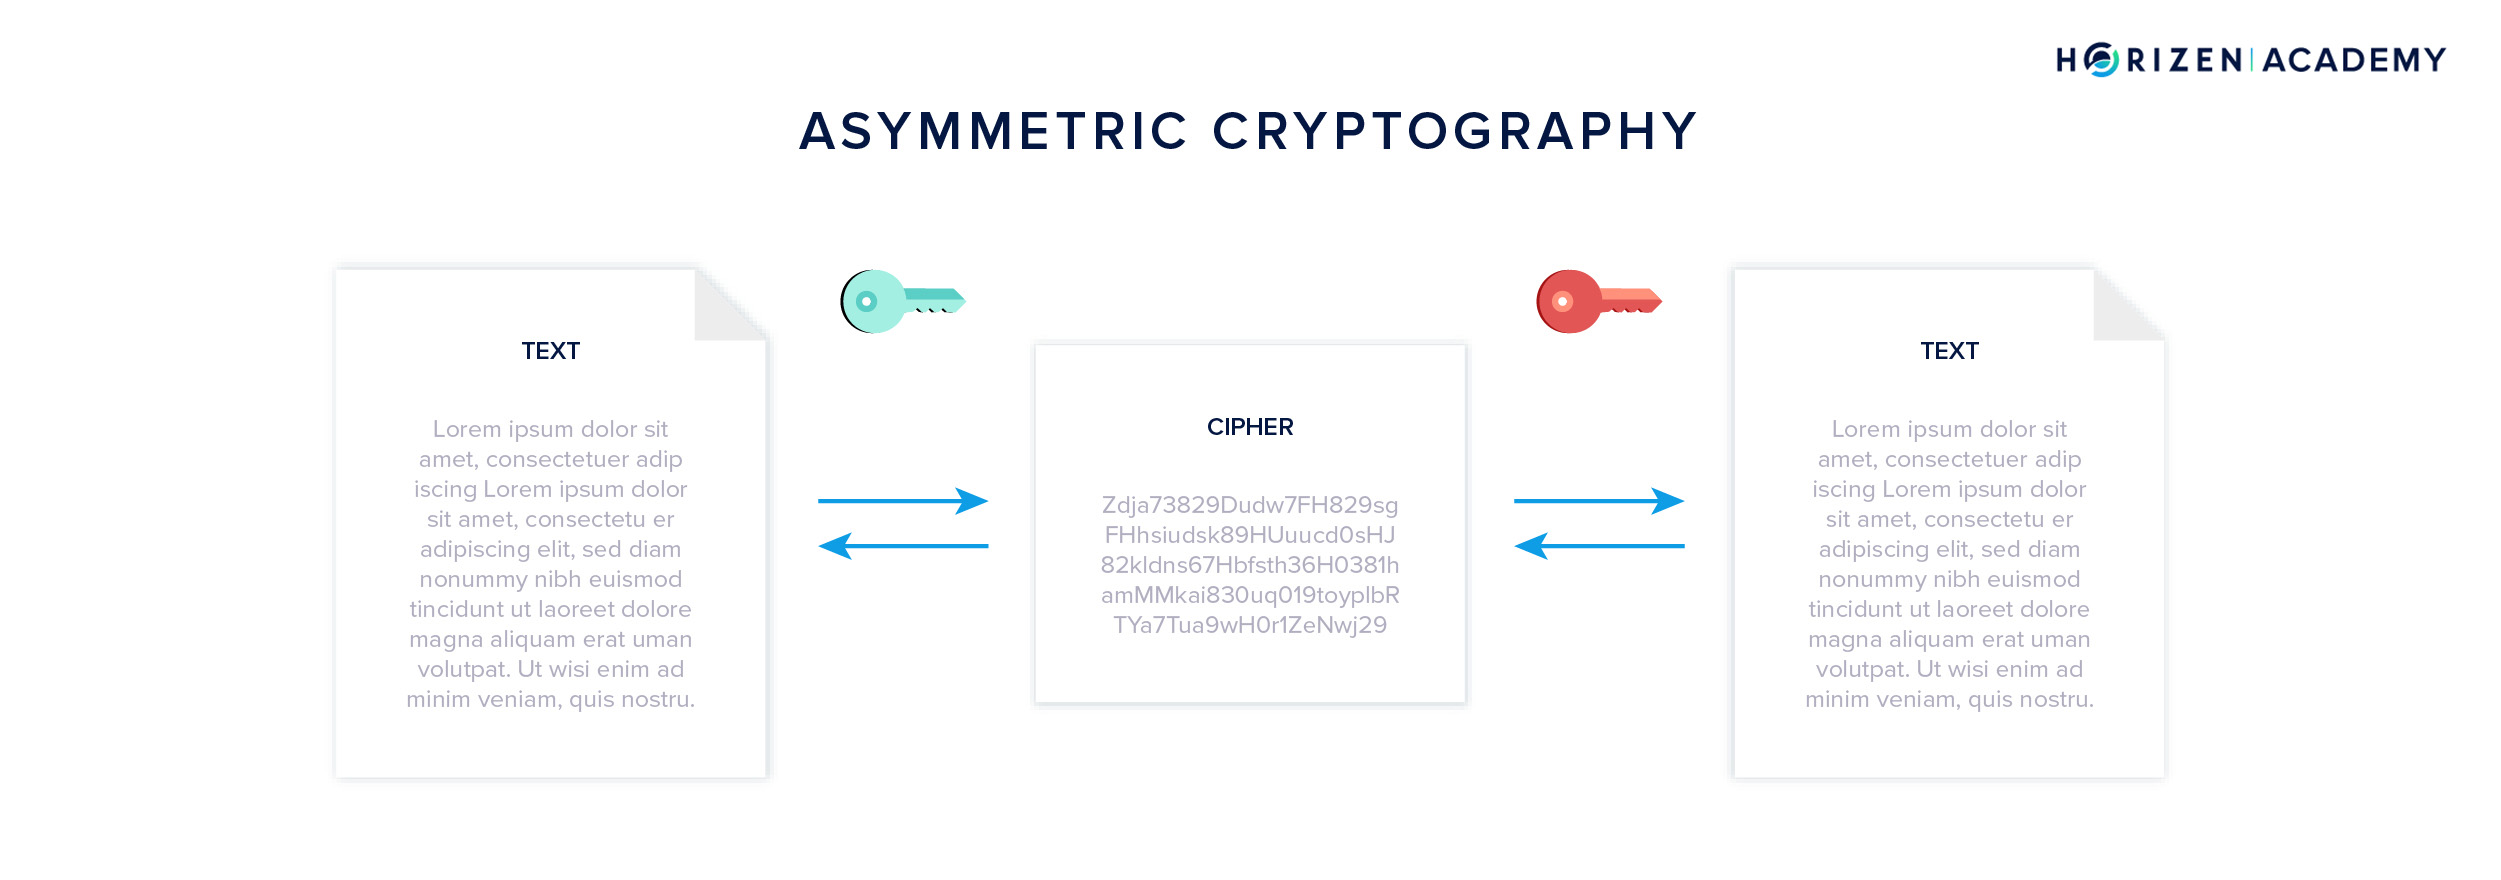 HORIZEN|ACADEMY
ASYMMETRIC CRYPTOGRAPHY
TEXT
Lorem ipsum dolor sit
amet, consectetuer adip
iscing Lorem ipsum dolor
sit amet, consectetu er
adipiscing elit, sed diam
nonummy nibh euismod
tincidunt ut laoreet dolore
magna aliquam erat uman
volutpat. Ut wisi enim ad
minim veniam, quis nostru.
CIPHER
Zdja73829Dudw7FH829sg
FHhsiudsk89HUuucd0sHJ
82kldns67Hbfsth36H0381h
amMMkai830uq019toyplbR
TYa7Tua9wH0r1ZeNwj29
TEXT
Lorem ipsum dolor sit
amet, consectetuer adip
iscing Lorem ipsum dolor
sit amet, consectetu er
adipiscing elit, sed diam
nonummy nibh euismod
tincidunt ut laoreet dolore
magna aliquam erat uman
volutpat. Ut wisi enim ad
minim veniam, quis nostru.